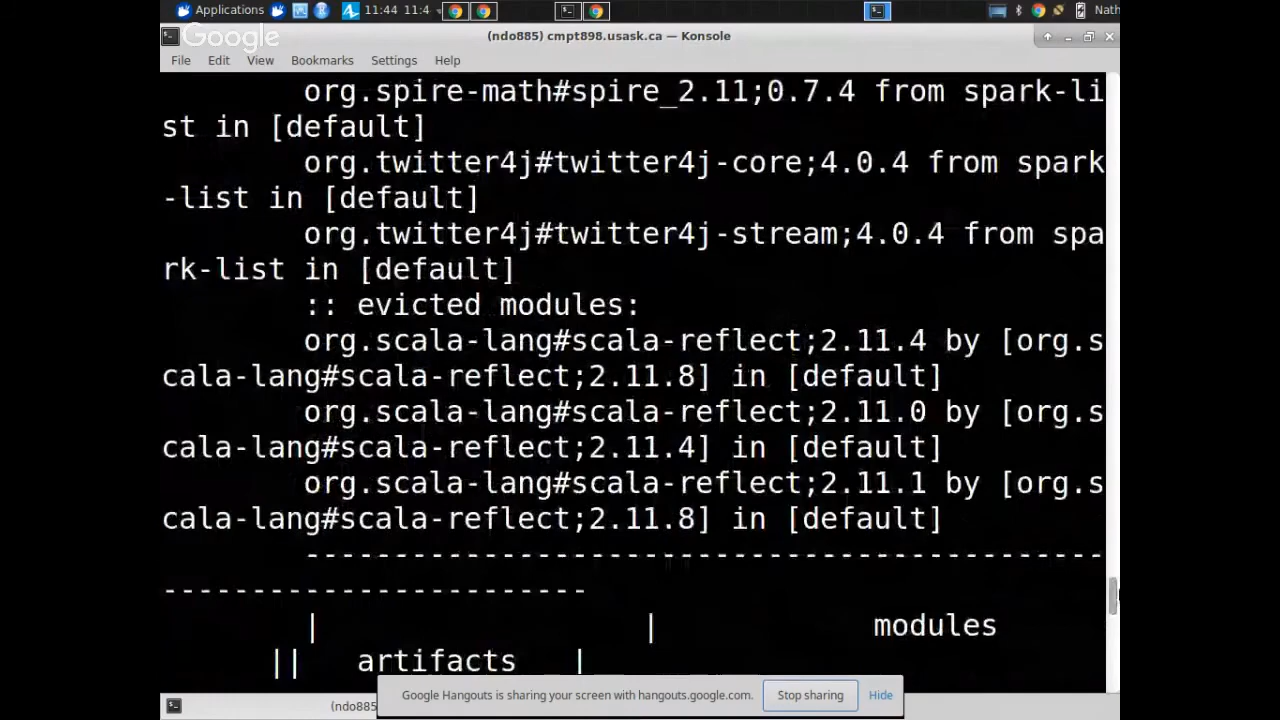 Applications 11:44 11:4 Nath
Google
(ndo885) cmpt898.usask.ca — Konsole
File Edit View Bookmarks Settings Help
org.spire-math#spire_2.11;0.7.4 from spark-li
st in [default]
org.twitter4j#twitter4j-core;4.0.4 from spark
-list in [default]
org.twitter4j#twitter4j-stream;4.0.4 from spa
rk-list in [default]
:: evicted modules:
org.scala-lang#scala-reflect;2.11.4 by [org.s
cala-lang#scala-reflect;2.11.8] in [default]
org.scala-lang#scala-reflect;2.11.0 by [org.s
cala-lang#scala-reflect;2.11.4] in [default]
org.scala-lang#scala-reflect;2.11.1 by [org.s
cala-lang#scala-reflect;2.11.8] in [default]
---------------------------------------------
------------------------
| | modules
|| artifacts |
Google Hangouts is sharing your screen with hangouts.google.com. Stop sharing Hide
(ndo885